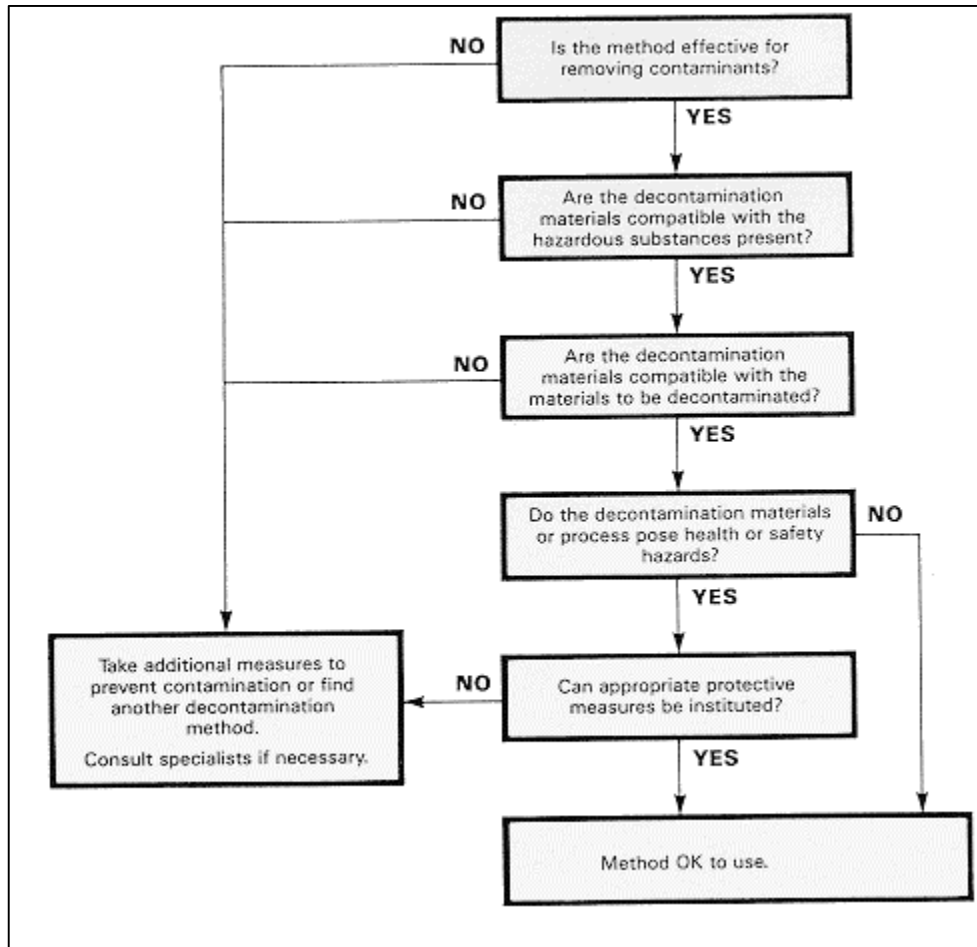 NO
Is the method effective for
removing contaminants?
YES
NO
Are the decontamination
materials compatible with the
hazardous substances present?
YES
NO
Are the decontamination
materials compatible with the
materials to be decontaminated?
YES
Do the decontamination materials
or process pose health or safety
hazards?
NO
YES
Take additional measures to
prevent contamination or find
another decontamination
method.
Consult specialists if necessary.
NO
Can appropriate protective
measures be instituted?
YES
Method OK to use.